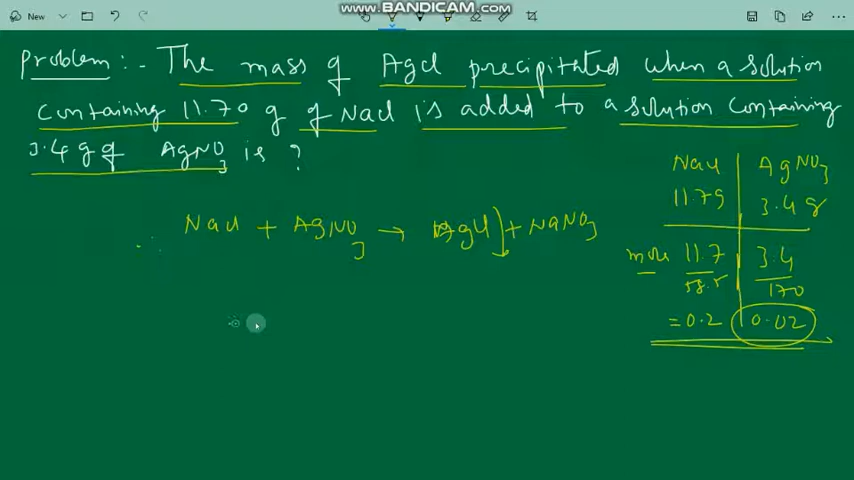 WWW.BANDICAM.COM
New
Problem:- The mass of Agcl precipitated when a solution
containing 11.70 g of Nacl is added to a solution containing
3.4 g of AgNO3 is ?
Nacl | AgNO3
11.7g | 3.4 g
Nacl + AgNO3 → Agcl↓ + NaNO3
mole 11.7/58.5 | 3.4/170
=0.2 | 0.02